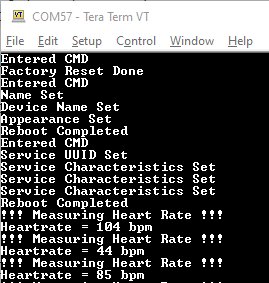 COM57 - Tera Term VT
File Edit Setup Control Window Help
Entered CMD
Factory Reset Done
Entered CMD
Name Set
Device Name Set
Appearance Set
Reboot Completed
Entered CMD
Service UUID Set
Service Characteristics Set
Service Characteristics Set
Service Characteristics Set
Reboot Completed
!!! Measuring Heart Rate !!!
Heartrate = 104 bpm
!!! Measuring Heart Rate !!!
Heartrate = 44 bpm
!!! Measuring Heart Rate !!!
Heartrate = 85 bpm